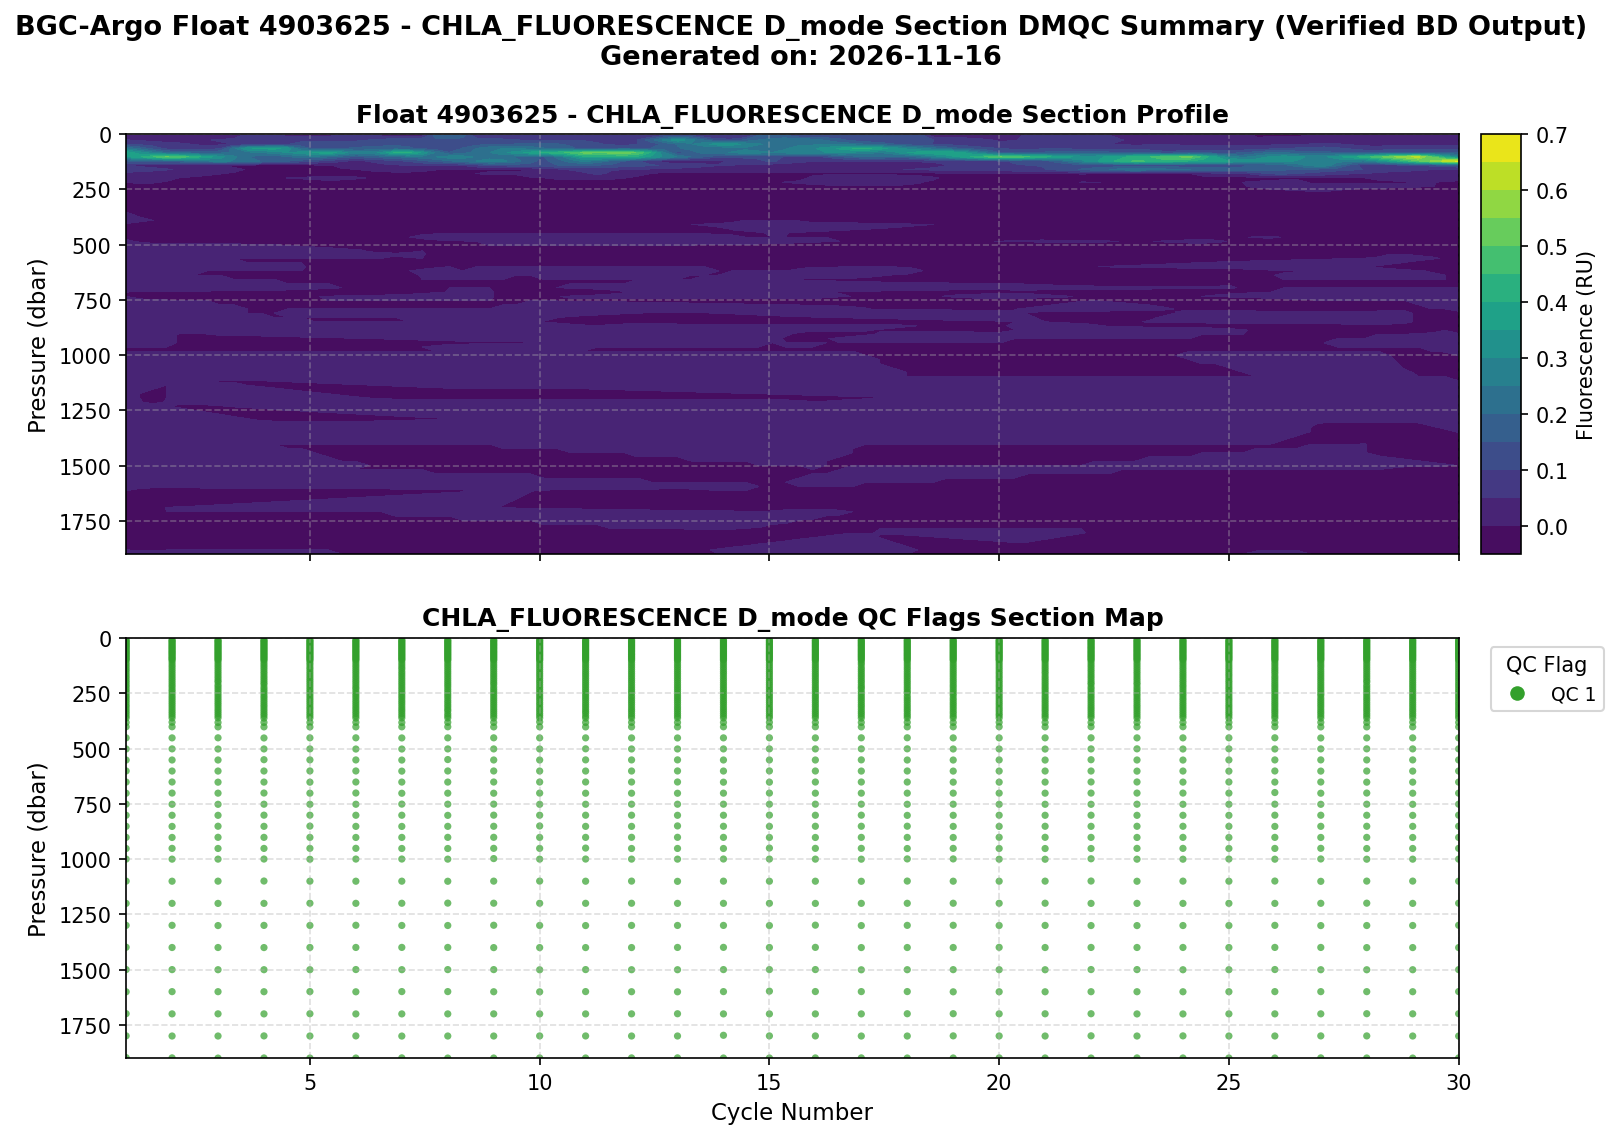 BGC-Argo Float 4903625 - CHLA_FLUORESCENCE D_mode Section DMQC Summary (Verified BD Output)
Generated on: 2026-11-16
Float 4903625 - CHLA_FLUORESCENCE D_mode Section Profile
Pressure (dbar)
0
250
500
750
1000
1250
1500
1750
0.7
0.6
0.5
0.4
0.3
0.2
0.1
0.0
Fluorescence (RU)
CHLA_FLUORESCENCE D_mode QC Flags Section Map
Pressure (dbar)
0
250
500
750
1000
1250
1500
1750
QC Flag
QC 1
5 10 15 20 25 30
Cycle Number